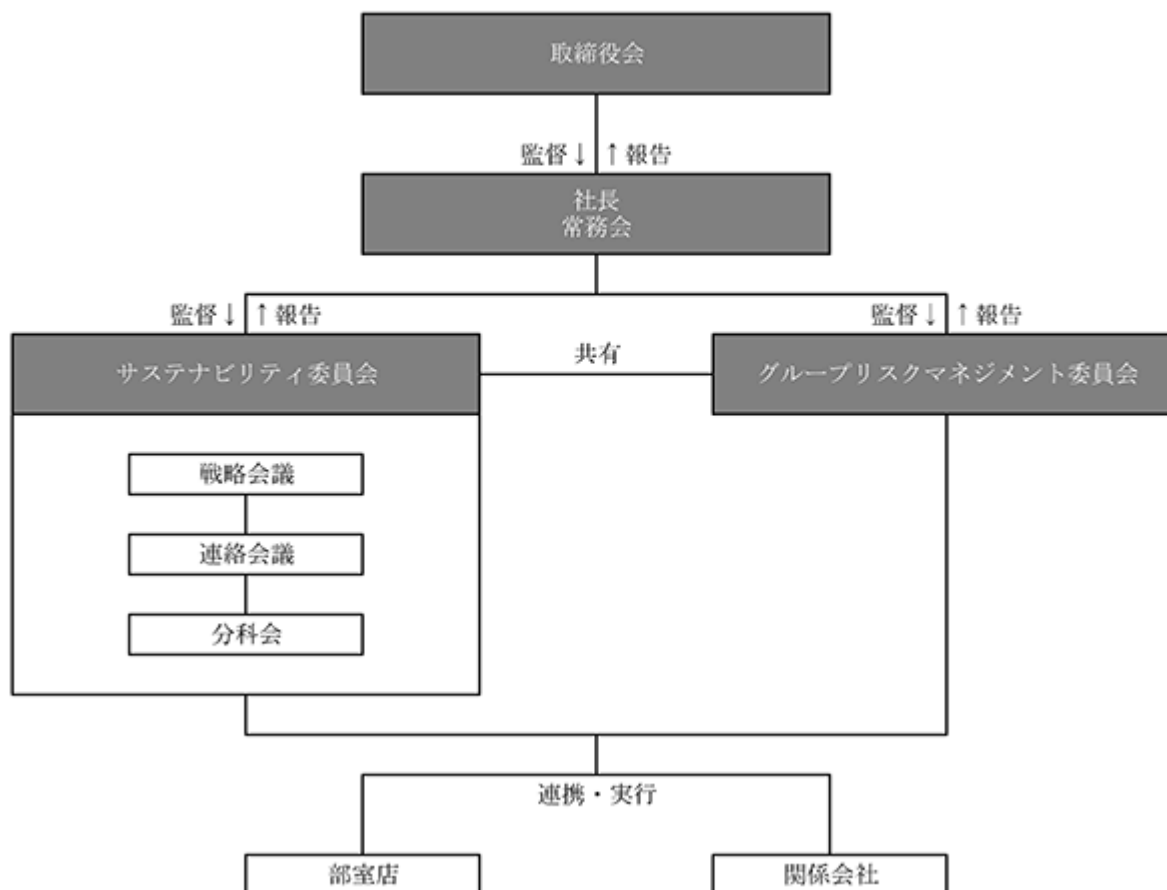 取締役会
監督↓ ↑報告
社長
常務会
監督↓ ↑報告
監督↓ ↑報告
サステナビリティ委員会
共有
グループリスクマネジメント委員会
戦略会議
連絡会議
分科会
連携・実行
部室店
関係会社